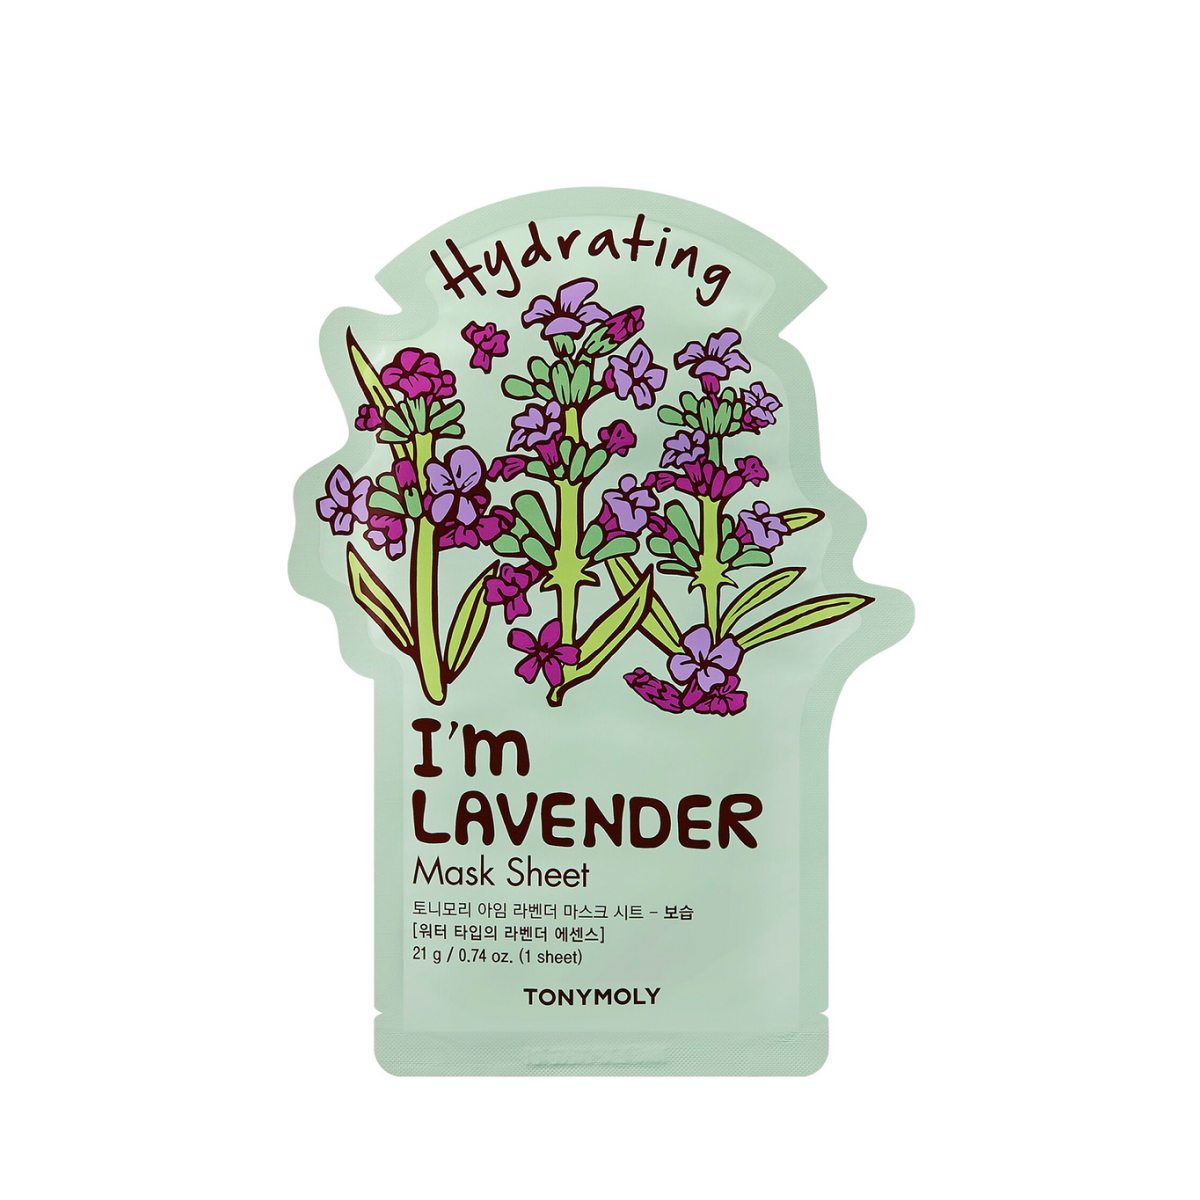 Hydrating
I'm
LAVENDER
Mask Sheet
토니모리 아임 라벤더 마스크 시트 - 보습
[워터 타입의 라벤더 에센스]
21 g / 0.74 oz. (1 sheet)
TONYMOLY